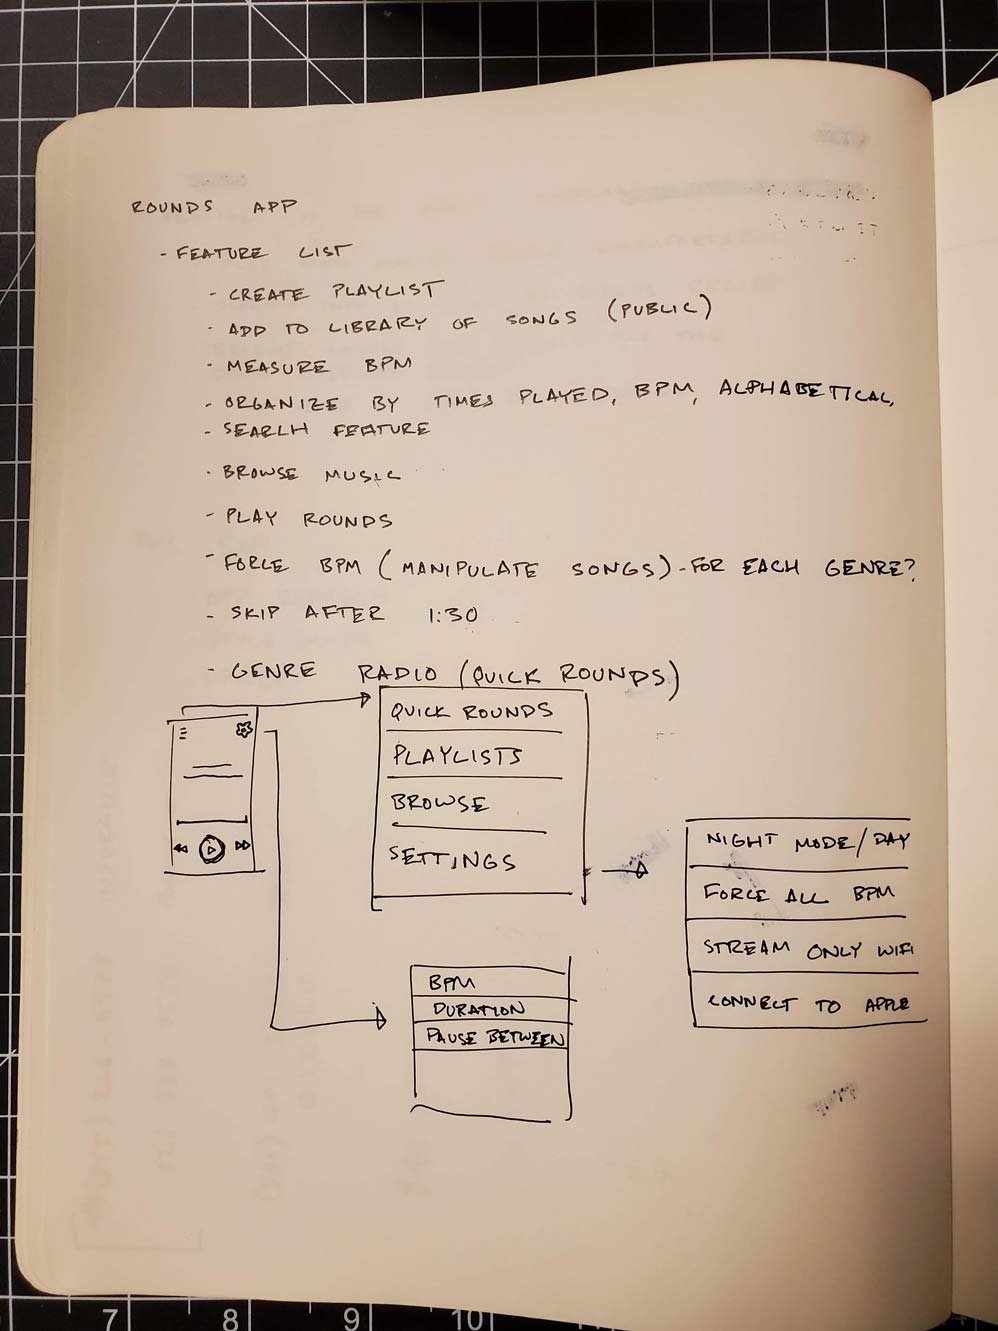 ROUNDS APP
- FEATURE LIST
- CREATE PLAYLIST
- ADD TO LIBRARY OF SONGS (PUBLIC)
- MEASURE BPM
- ORGANIZE BY TIMES PLAYED, BPM, ALPHABETICAL,
- SEARCH FEATURE
- BROWSE MUSIC
- PLAY ROUNDS
- FORCE BPM (MANIPULATE SONGS) - FOR EACH GENRE?
- SKIP AFTER 1:30
- GENRE RADIO (QUICK ROUNDS)
QUICK ROUNDS
PLAYLISTS
BROWSE
SETTINGS
NIGHT MODE/DAY
FORCE ALL BPM
STREAM ONLY WIFI
CONNECT TO APPLE
BPM
DURATION
PAUSE BETWEEN
7 8 9 10